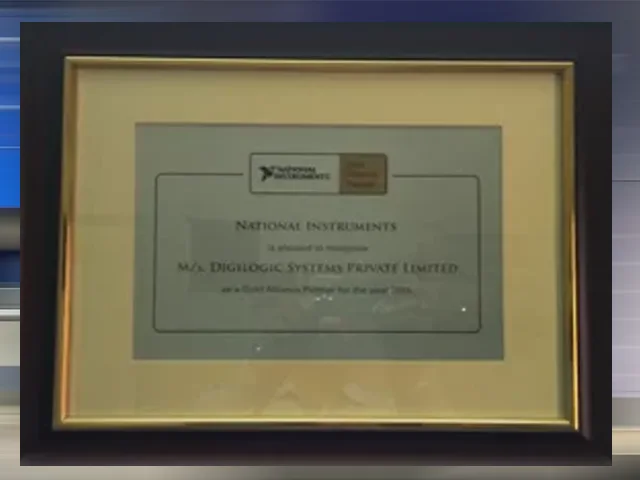 NATIONAL
INSTRUMENTS
NATIONAL INSTRUMENTS
is pleased to recognize
M/s. DIGILOGIC SYSTEMS PRIVATE LIMITED
as a Gold Alliance Partner for the year